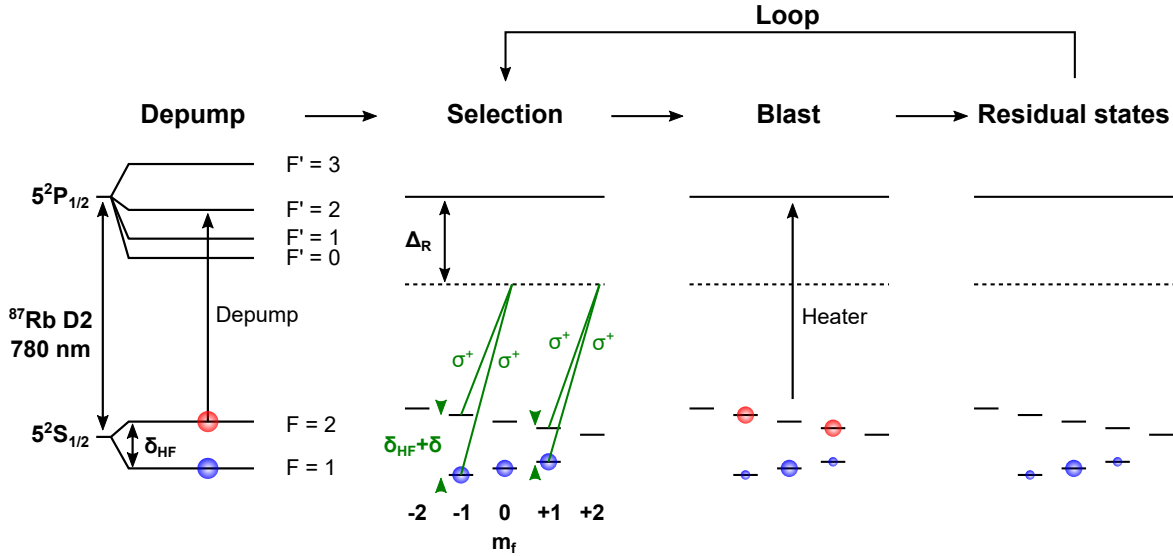 Loop
Depump
Selection
Blast
Residual states
F' = 3
5²P₁/₂
F' = 2
F' = 1
F' = 0
Δ_R
⁸⁷Rb D2
780 nm
Depump
Heater
σ⁺ σ⁺ σ⁺ σ⁺
5²S₁/₂
δ_HF
F = 2
F = 1
δ_HF+δ
-2 -1 0 +1 +2
m_f